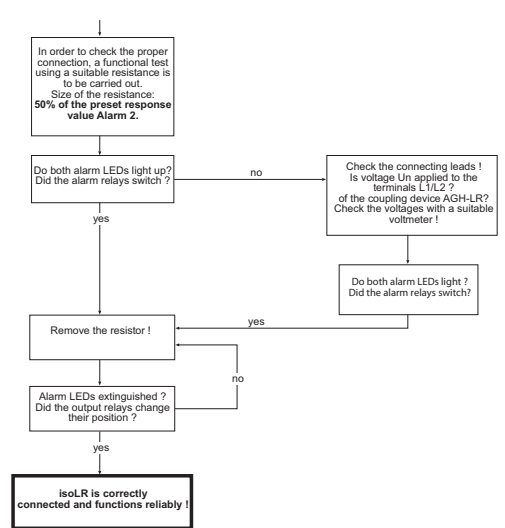 In order to check the proper
connection, a functional test
using a suitable resistance is
to be carried out.
Size of the resistance:
50% of the preset response
value Alarm 2.
Do both alarm LEDs light up?
Did the alarm relays switch ?
no
Check the connecting leads !
Is voltage Un applied to the
terminals L1/L2 ?
of the coupling device AGH-LR?
Check the voltages with a suitable
voltmeter !
yes
Do both alarm LEDs light ?
Did the alarm relays switch?
yes
Remove the resistor !
no
Alarm LEDs extinguished ?
Did the output relays change
their position ?
yes
isoLR is correctly
connected and functions reliably !